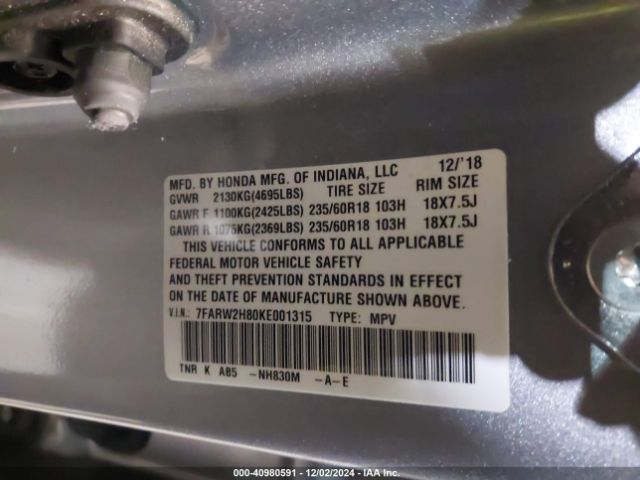 MFD. BY HONDA MFG. OF INDIANA, LLC 12/'18
GVWR 2130KG(4695LBS) TIRE SIZE RIM SIZE
GAWR F 1100KG(2425LBS) 235/60R18 103H 18X7.5J
GAWR R 1075KG(2369LBS) 235/60R18 103H 18X7.5J
THIS VEHICLE CONFORMS TO ALL APPLICABLE
FEDERAL MOTOR VEHICLE SAFETY
AND THEFT PREVENTION STANDARDS IN EFFECT
ON THE DATE OF MANUFACTURE SHOWN ABOVE.
V.I.N.: 7FARW2H80KE001315 TYPE: MPV
TNR K AB5 -NH830M -A-E
000-40980591 - 12/02/2024 - IAA Inc.